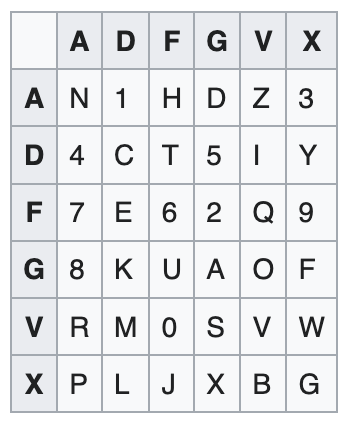 A D F G V X
A N 1 H D Z 3
D 4 C T 5 I Y
F 7 E 6 2 Q 9
G 8 K U A O F
V R M 0 S V W
X P L J X B G